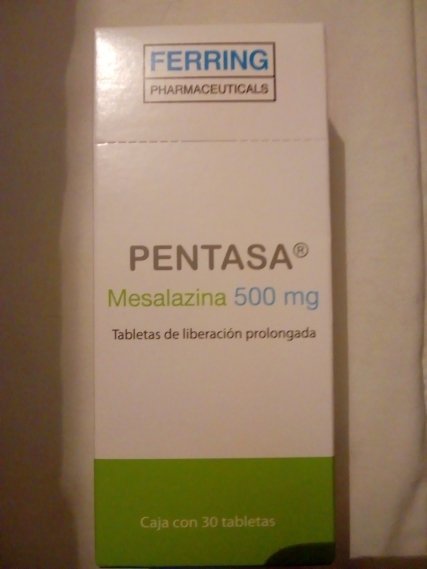 FERRING
PHARMACEUTICALS
PENTASA®
Mesalazina 500 mg
Tabletas de liberación prolongada
Caja con 30 tabletas